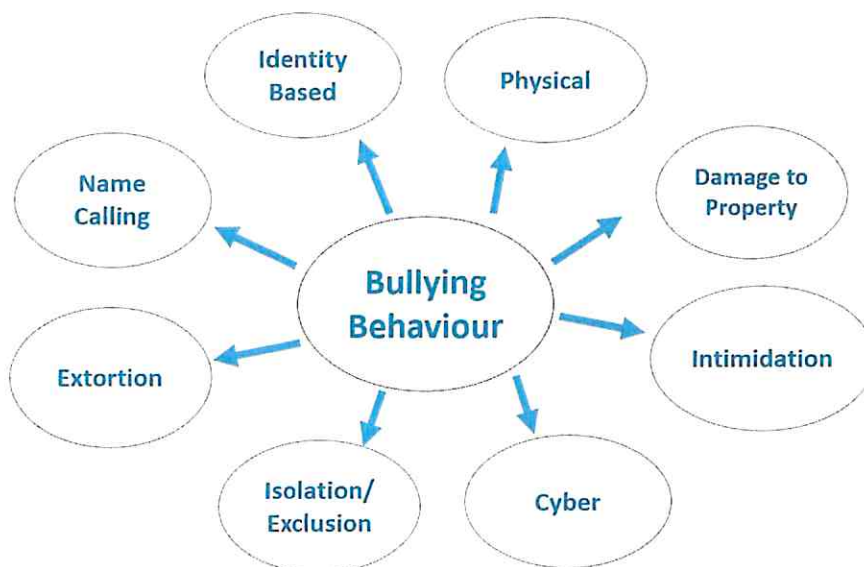 Identity
Based
Physical
Name
Calling
Damage to
Property
Bullying
Behaviour
Extortion
Intimidation
Isolation/
Exclusion
Cyber